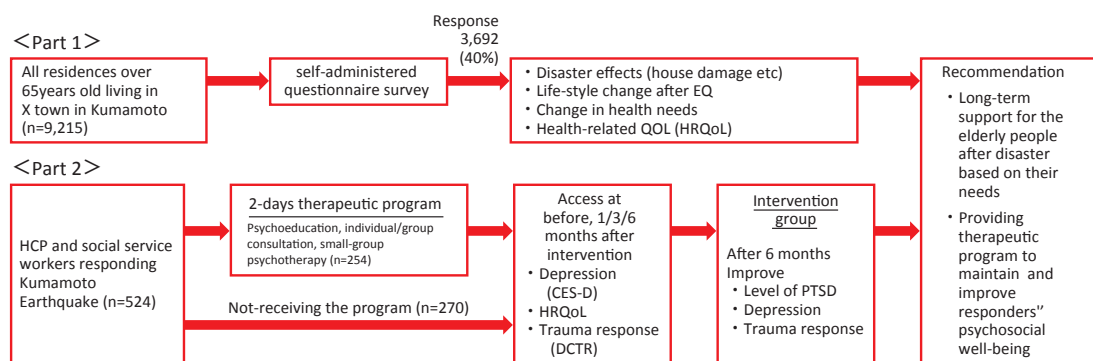 <Part 1>
All residences over
65years old living in
X town in Kumamoto
(n=9,215)
self-administered
questionnaire survey
Response
3,692
(40%)
・Disaster effects (house damage etc)
・Life-style change after EQ
・Change in health needs
・Health-related QOL (HRQoL)
<Part 2>
HCP and social service
workers responding
Kumamoto
Earthquake (n=524)
2-days therapeutic program
Psychoeducation, individual/group
consultation, small-group
psychotherapy (n=254)
Not-receiving the program (n=270)
Access at
before, 1/3/6
months after
intervention
・Depression
(CES-D)
・HRQoL
・Trauma response
(DCTR)
Intervention
group
After 6 months
Improve
・Level of PTSD
・Depression
・Trauma response
Recommendation
・Long-term
support for the
elderly people
after disaster
based on their
needs
・Providing
therapeutic
program to
maintain and
improve
responders"
psychosocial
well-being